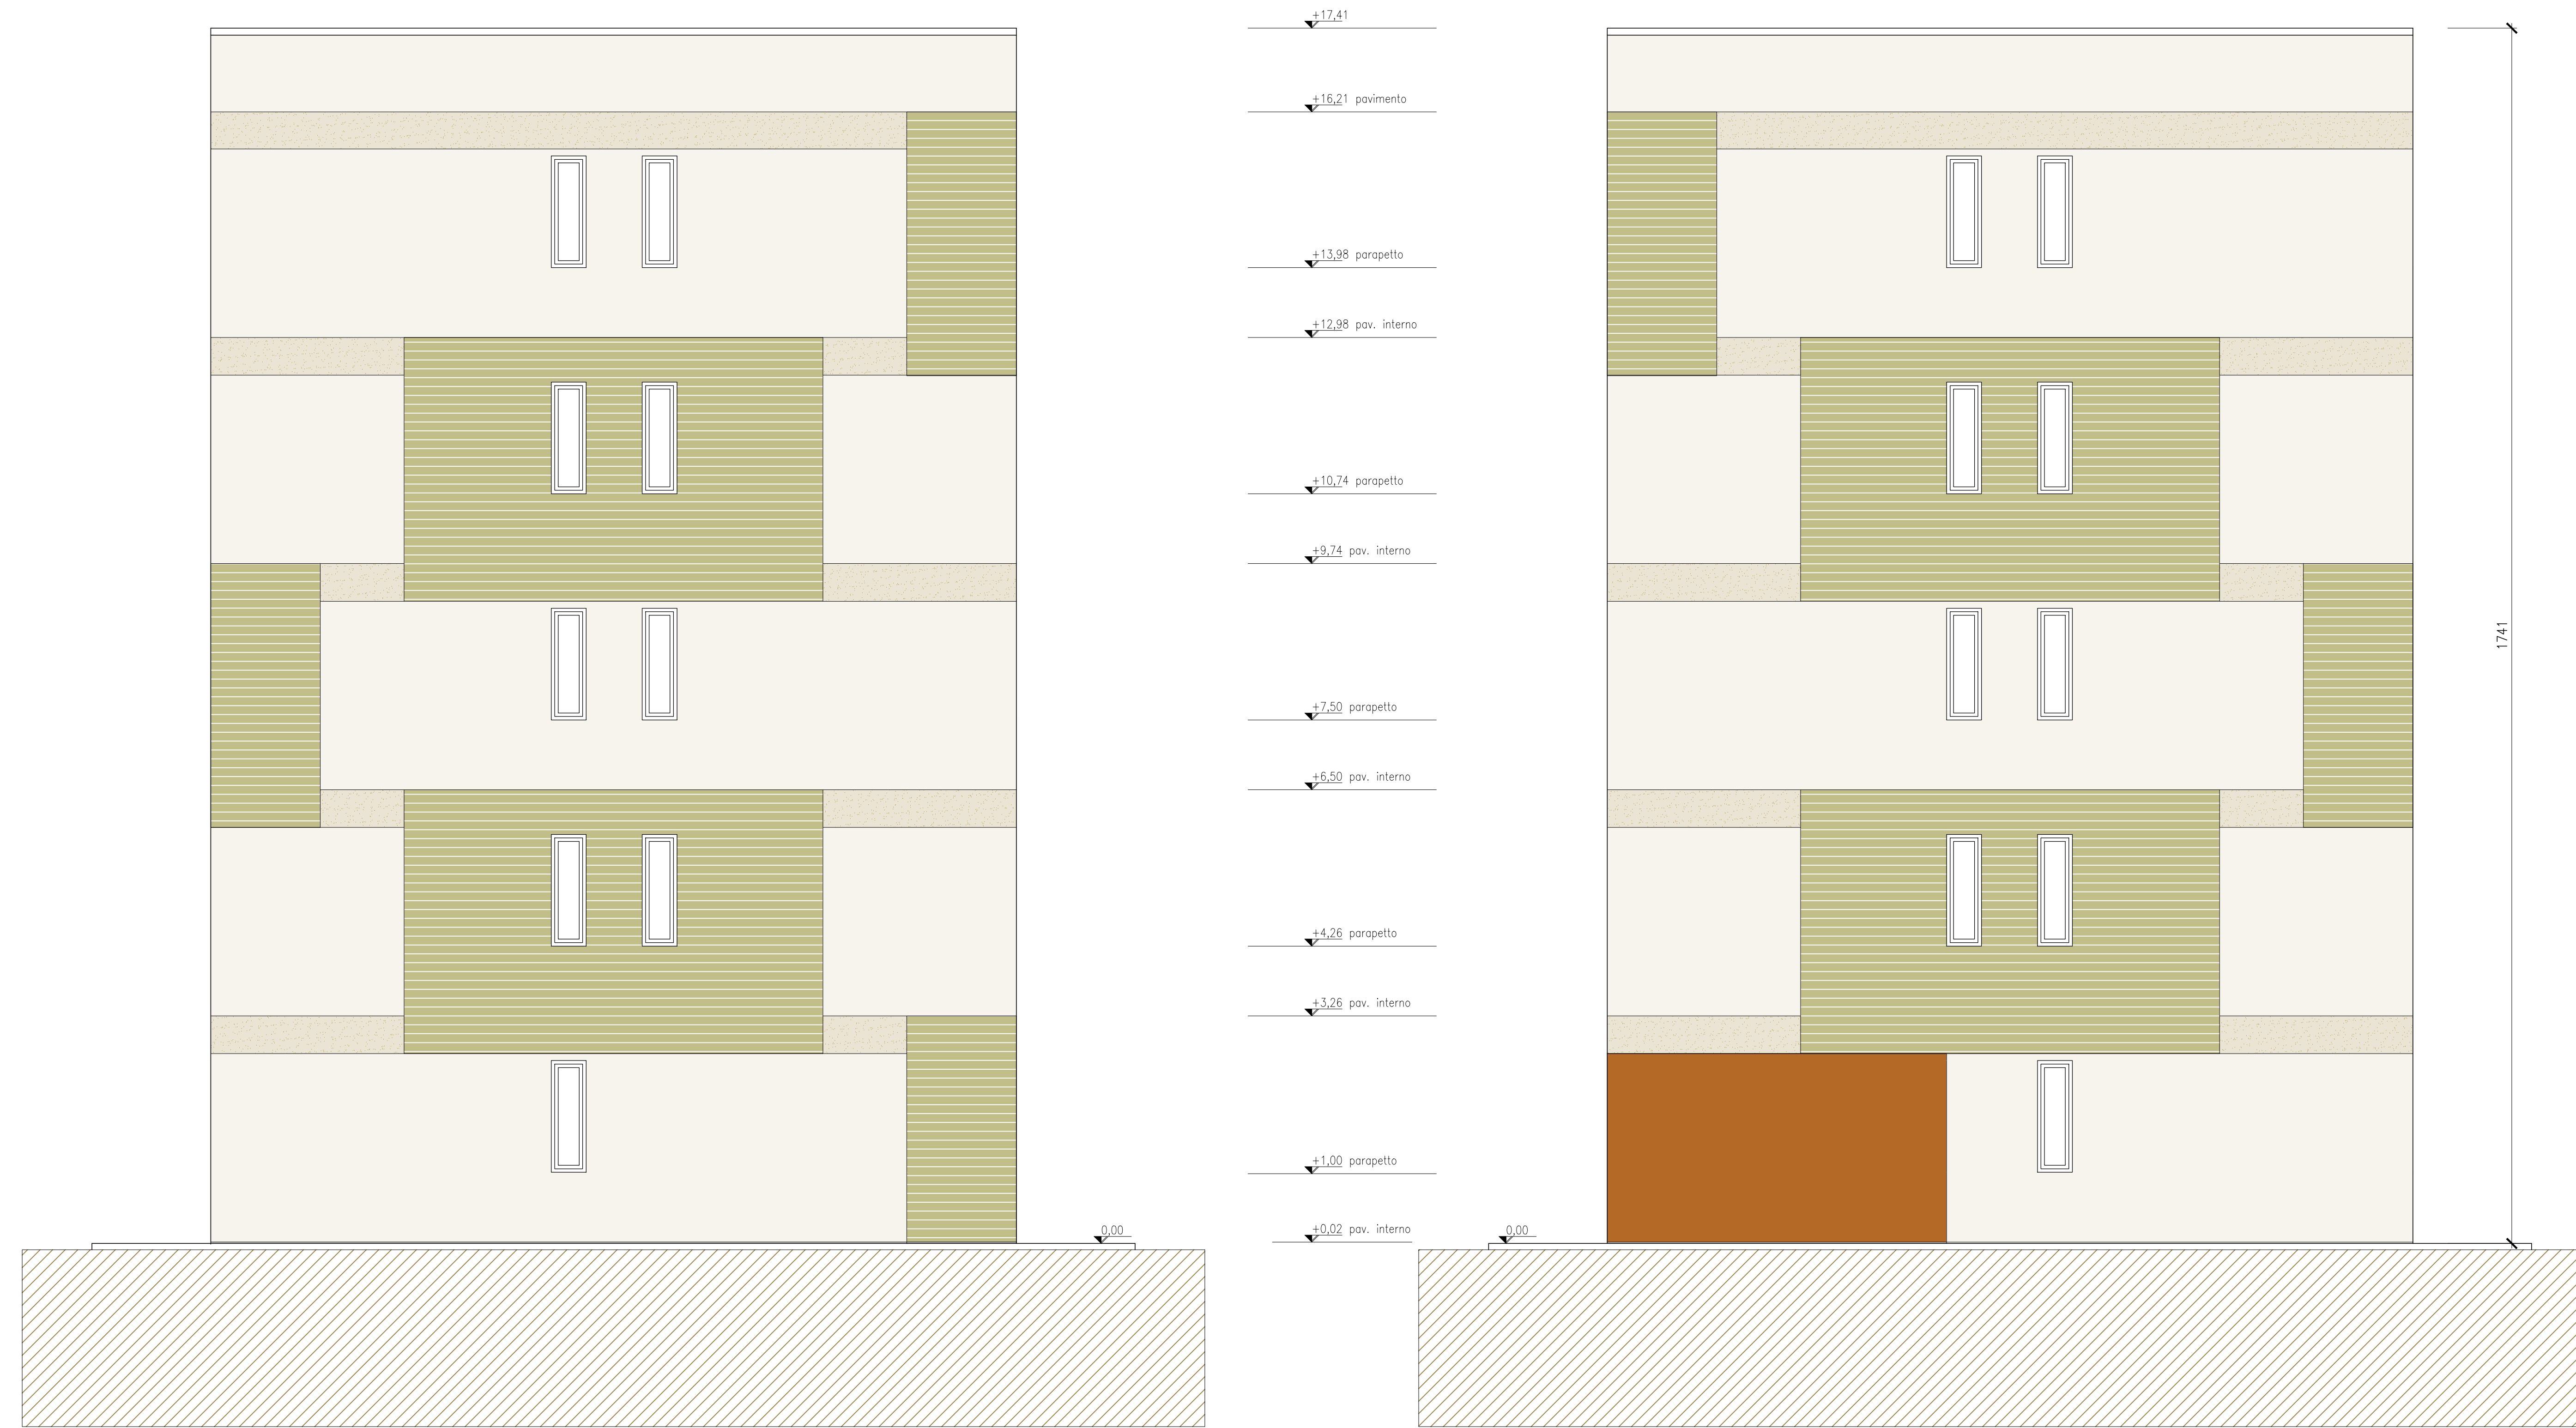 +17,41
+16,21 pavimento
+13,98 parapetto
+12,98 pav. interno
+10,74 parapetto
+9,74 pav. interno
1741
+7,50 parapetto
+6,50 pav. interno
+4,26 parapetto
+3,26 pav. interno
+1,00 parapetto
0,00
+0,02 pav. interno
0,00